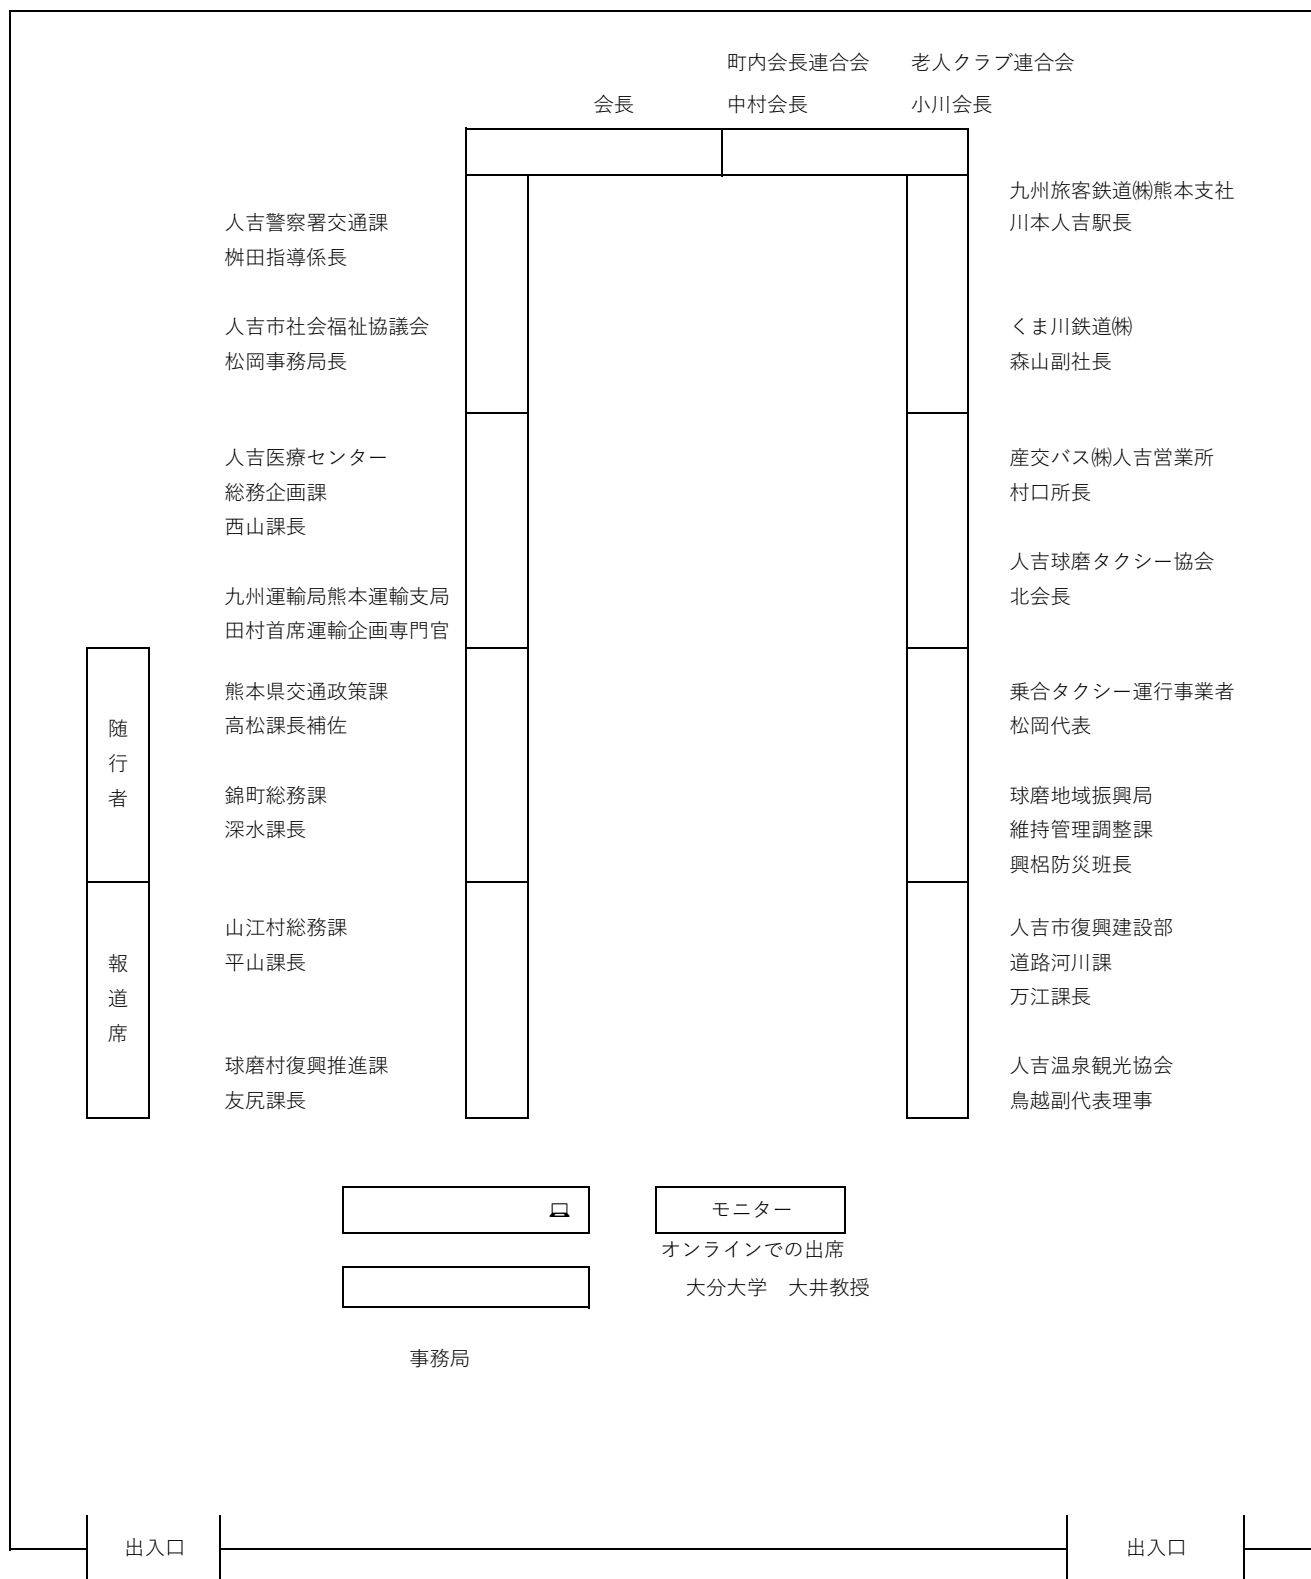 町内会長連合会　老人クラブ連合会
会長　中村会長　小川会長
人吉警察署交通課
桝田指導係長
人吉市社会福祉協議会
松岡事務局長
人吉医療センター
総務企画課
西山課長
九州運輸局熊本運輸支局
田村首席運輸企画専門官
熊本県交通政策課
高松課長補佐
錦町総務課
深水課長
山江村総務課
平山課長
球磨村復興推進課
友尻課長
九州旅客鉄道㈱熊本支社
川本人吉駅長
くま川鉄道㈱
森山副社長
産交バス㈱人吉営業所
村口所長
人吉球磨タクシー協会
北会長
乗合タクシー運行事業者
松岡代表
球磨地域振興局
維持管理調整課
興梠防災班長
人吉市復興建設部
道路河川課
万江課長
人吉温泉観光協会
鳥越副代表理事
随行者
報道席
モニター
オンラインでの出席
大分大学　大井教授
事務局
出入口
出入口